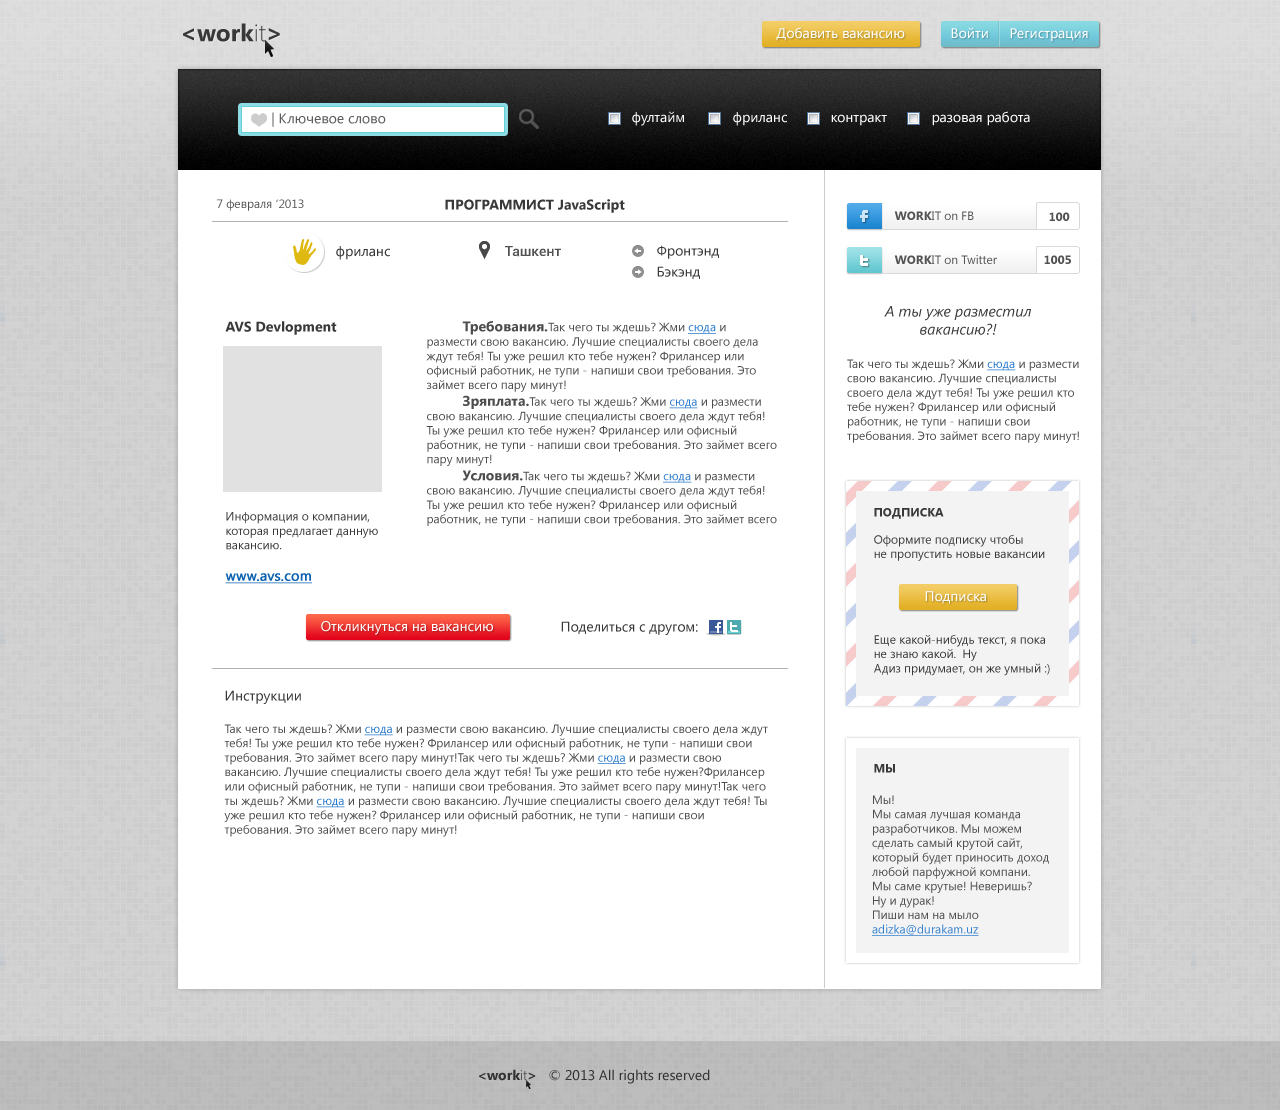 <workit>
Добавить вакансию
Войти
Регистрация
| Ключевое слово
фултайм
фриланс
контракт
разовая работа
7 февраля ‘2013
ПРОГРАММИСТ JavaScript
фриланс
Ташкент
Фронтэнд
Бэкэнд
AVS Devlopment
Информация о компании,
которая предлагает данную
вакансию.
www.avs.com
Требования.Так чего ты ждешь? Жми сюда и
размести свою вакансию. Лучшие специалисты своего дела
ждут тебя! Ты уже решил кто тебе нужен? Фрилансер или
офисный работник, не тупи - напиши свои требования. Это
займет всего пару минут!
Зряплата.Так чего ты ждешь? Жми сюда и размести
свою вакансию. Лучшие специалисты своего дела ждут тебя!
Ты уже решил кто тебе нужен? Фрилансер или офисный
работник, не тупи - напиши свои требования. Это займет всего
пару минут!
Условия.Так чего ты ждешь? Жми сюда и размести
свою вакансию. Лучшие специалисты своего дела ждут тебя!
Ты уже решил кто тебе нужен? Фрилансер или офисный
работник, не тупи - напиши свои требования. Это займет всего
Откликнуться на вакансию
Поделиться с другом:
Инструкции
Так чего ты ждешь? Жми сюда и размести свою вакансию. Лучшие специалисты своего дела ждут
тебя! Ты уже решил кто тебе нужен? Фрилансер или офисный работник, не тупи - напиши свои
требования. Это займет всего пару минут!Так чего ты ждешь? Жми сюда и размести свою
вакансию. Лучшие специалисты своего дела ждут тебя! Ты уже решил кто тебе нужен?Фрилансер
или офисный работник, не тупи - напиши свои требования. Это займет всего пару минут!Так чего
ты ждешь? Жми сюда и размести свою вакансию. Лучшие специалисты своего дела ждут тебя! Ты
уже решил кто тебе нужен? Фрилансер или офисный работник, не тупи - напиши свои
требования. Это займет всего пару минут!
WORKIT on FB
100
WORKIT on Twitter
1005
А ты уже разместил
вакансию?!
Так чего ты ждешь? Жми сюда и размести
свою вакансию. Лучшие специалисты
своего дела ждут тебя! Ты уже решил кто
тебе нужен? Фрилансер или офисный
работник, не тупи - напиши свои
требования. Это займет всего пару минут!
ПОДПИСКА
Оформите подписку чтобы
не пропустить новые вакансии
Подписка
Еще какой-нибудь текст, я пока
не знаю какой. Ну
Адиз придумает, он же умный :)
МЫ
Мы!
Мы самая лучшая команда
разработчиков. Мы можем
сделать самый крутой сайт,
который будет приносить доход
любой парфужной компани.
Мы саме крутые! Неверишь?
Ну и дурак!
Пиши нам на мыло
adizka@durakam.uz
<workit>
© 2013 All rights reserved